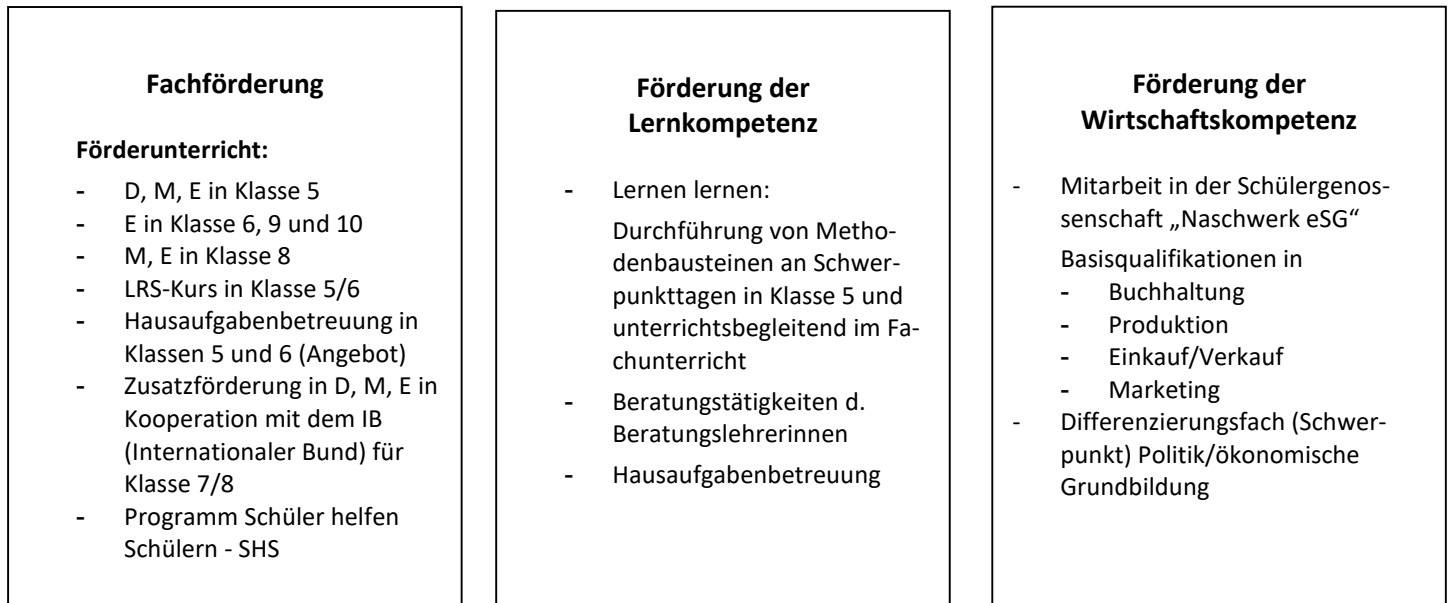 Fachförderung
Förderunterricht:
- D, M, E in Klasse 5
- E in Klasse 6, 9 und 10
- M, E in Klasse 8
- LRS-Kurs in Klasse 5/6
- Hausaufgabenbetreuung in
Klassen 5 und 6 (Angebot)
- Zusatzförderung in D, M, E in
Kooperation mit dem IB
(Internationaler Bund) für
Klasse 7/8
- Programm Schüler helfen
Schülern - SHS
Förderung der
Lernkompetenz
- Lernen lernen:
Durchführung von Metho-
denbausteinen an Schwer-
punkttagen in Klasse 5 und
unterrichtsbegleitend im Fa-
chunterricht
- Beratungstätigkeiten d.
Beratungslehrerinnen
- Hausaufgabenbetreuung
Förderung der
Wirtschaftskompetenz
- Mitarbeit in der Schülergenos-
senschaft „Naschwerk eSG“
Basisqualifikationen in
- Buchhaltung
- Produktion
- Einkauf/Verkauf
- Marketing
- Differenzierungsfach (Schwer-
punkt) Politik/ökonomische
Grundbildung